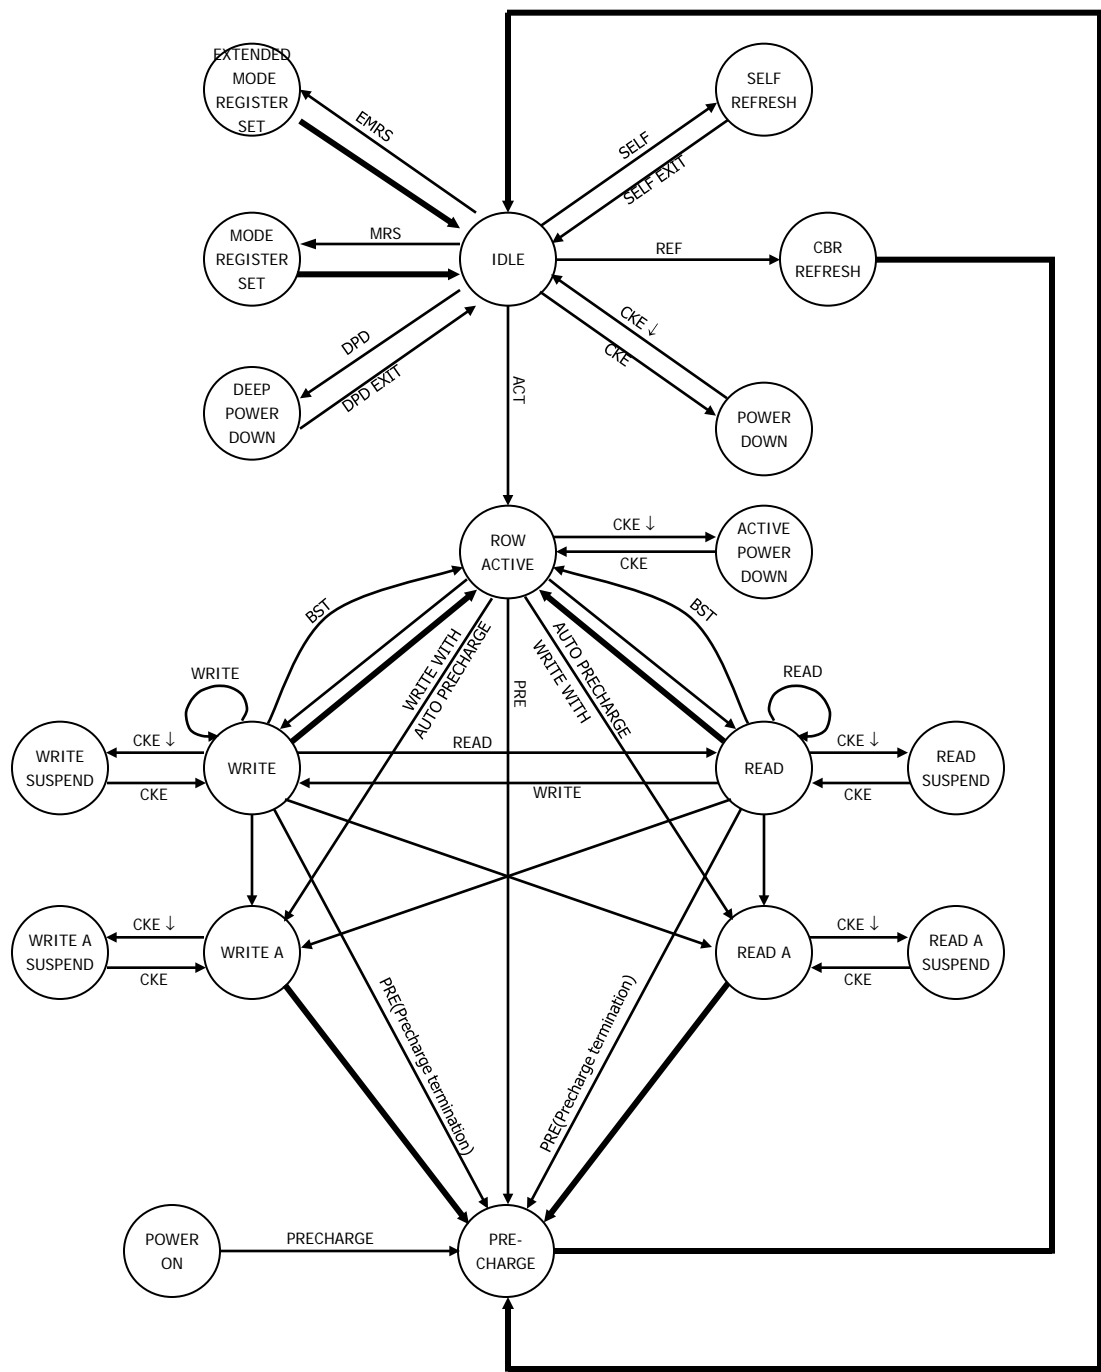 EXTENDED
MODE
REGISTER
SET
SELF
REFRESH
EMRS
SELF
SELF EXIT
MODE
REGISTER
SET
MRS
IDLE
REF
CBR
REFRESH
DPD
DPD EXIT
CKE ↓
CKE
DEEP
POWER
DOWN
ACT
POWER
DOWN
ROW
ACTIVE
CKE ↓
CKE
ACTIVE
POWER
DOWN
BST
BST
WRITE WITH
AUTO PRECHARGE
PRE
AUTO PRECHARGE
WRITE WITH
WRITE
READ
WRITE
SUSPEND
CKE ↓
CKE
WRITE
READ
WRITE
READ
CKE ↓
CKE
READ
SUSPEND
WRITE A
SUSPEND
CKE ↓
CKE
WRITE A
READ A
CKE ↓
CKE
READ A
SUSPEND
PRE(Precharge termination)
PRE(Precharge termination)
POWER
ON
PRECHARGE
PRE-
CHARGE